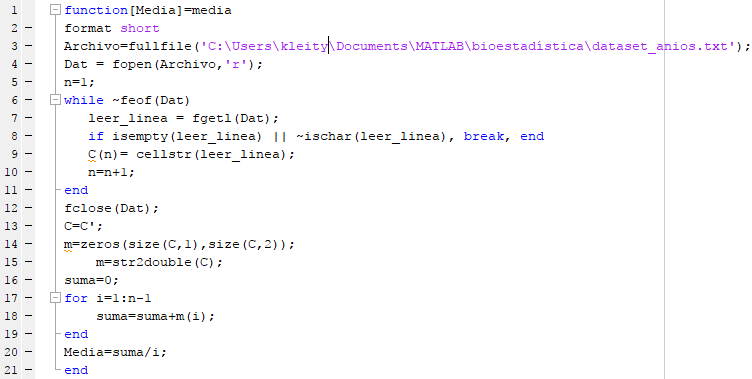 1 – function[Media]=media
2 – format short
3 – Archivo=fullfile('C:\Users\kleity\Documents\MATLAB\bioestadística\dataset_anios.txt');
4 – Dat = fopen(Archivo,'r');
5 – n=1;
6 – while ~feof(Dat)
7 – leer_linea = fgetl(Dat);
8 – if isempty(leer_linea) || ~ischar(leer_linea), break, end
9 – C(n)= cellstr(leer_linea);
10 – n=n+1;
11 – end
12 – fclose(Dat);
13 – C=C';
14 – m=zeros(size(C,1),size(C,2));
15 – m=str2double(C);
16 – suma=0;
17 – for i=1:n-1
18 – suma=suma+m(i);
19 – end
20 – Media=suma/i;
21 – end